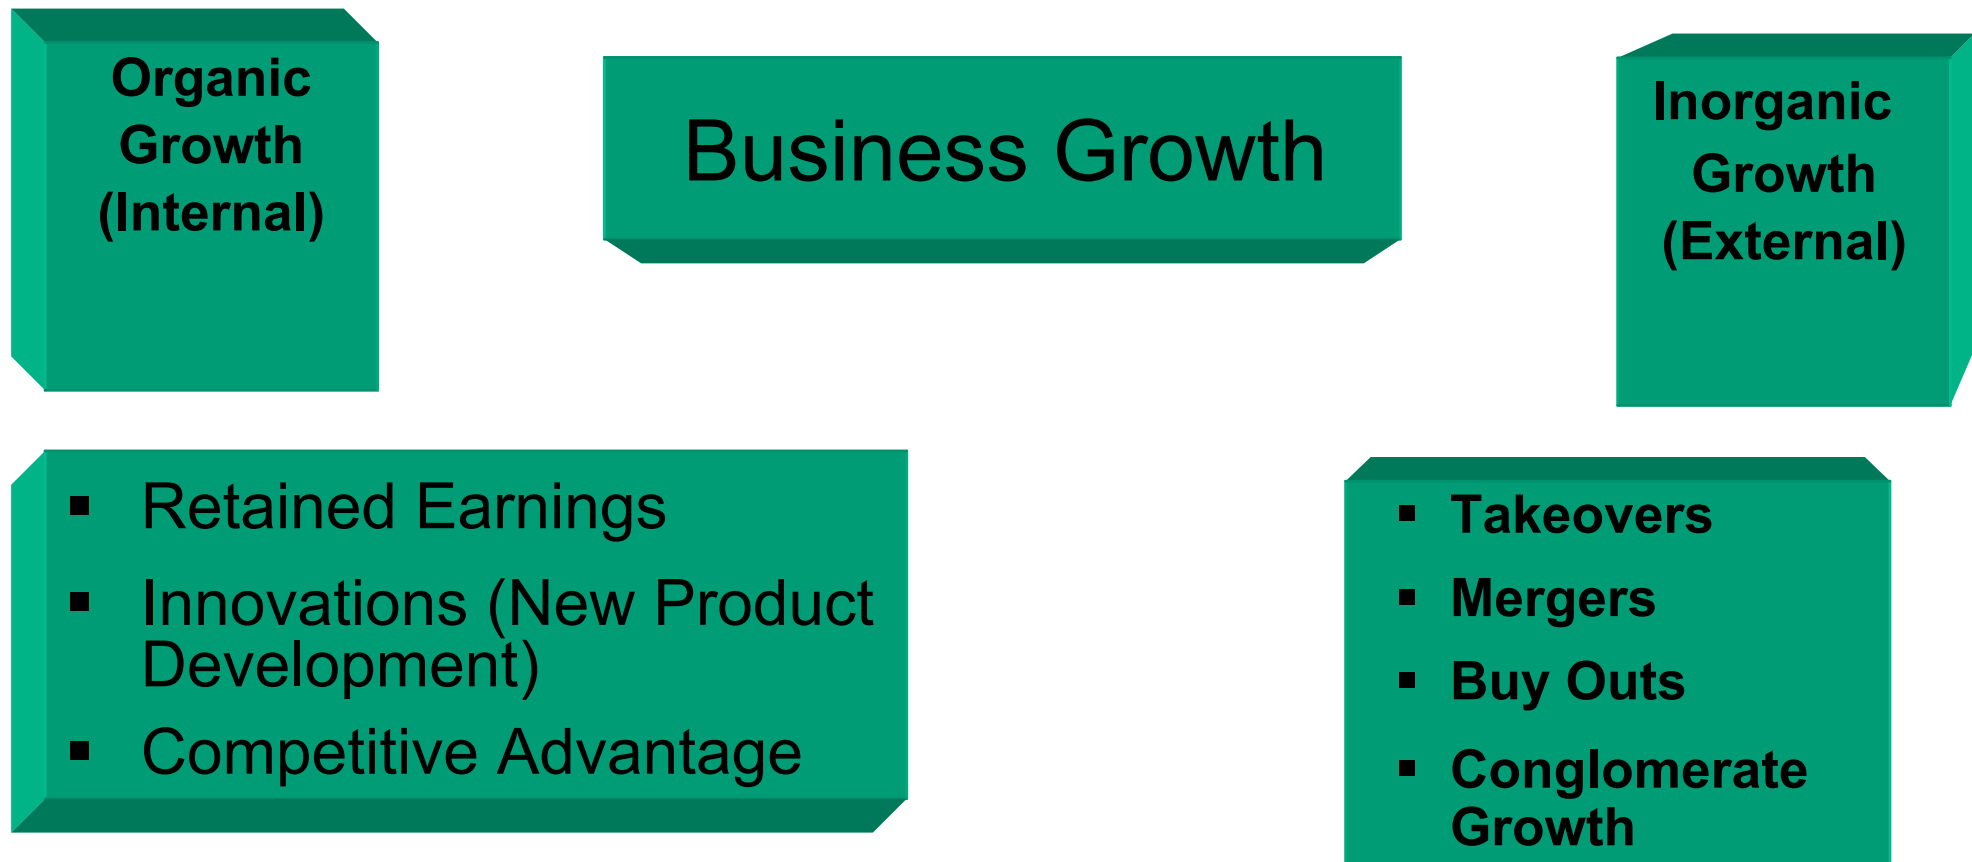 Organic
Growth
(Internal)
Business Growth
Inorganic
Growth
(External)
▪ Retained Earnings
▪ Innovations (New Product
Development)
▪ Competitive Advantage
▪ Takeovers
▪ Mergers
▪ Buy Outs
▪ Conglomerate
Growth